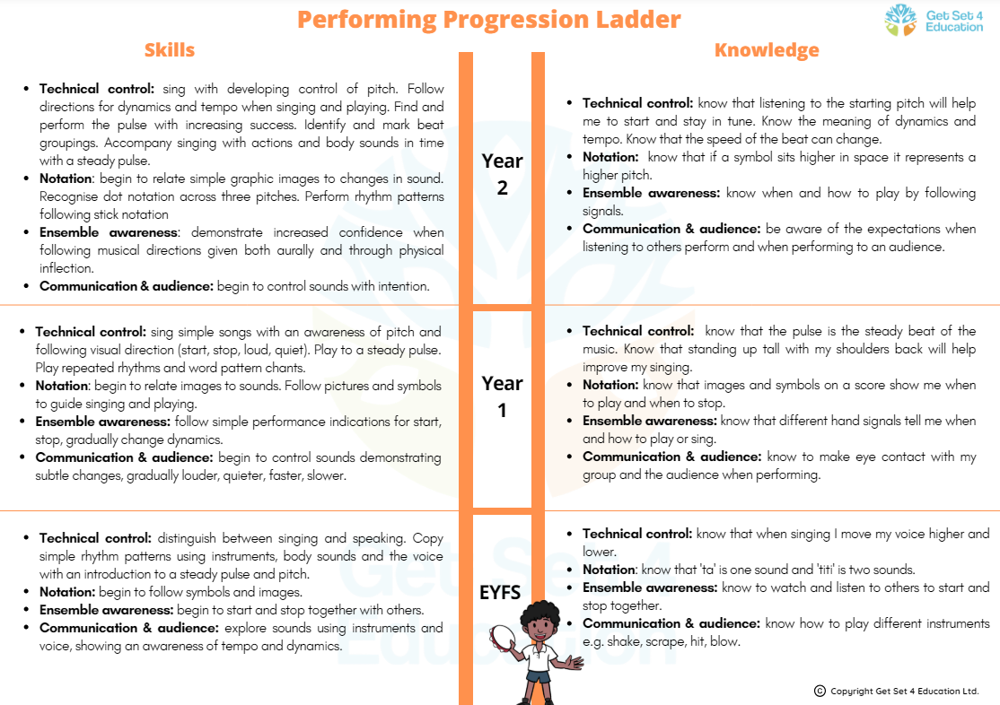 Performing Progression Ladder
Get Set 4
Education
Skills
Knowledge
• Technical control: sing with developing control of pitch. Follow
directions for dynamics and tempo when singing and playing. Find and
perform the pulse with increasing success. Identify and mark beat
groupings. Accompany singing with actions and body sounds in time
with a steady pulse.
• Notation: begin to relate simple graphic images to changes in sound.
Recognise dot notation across three pitches. Perform rhythm patterns
following stick notation
• Ensemble awareness: demonstrate increased confidence when
following musical directions given both aurally and through physical
inflection.
• Communication & audience: begin to control sounds with intention.
Year
2
• Technical control: know that listening to the starting pitch will help
me to start and stay in tune. Know the meaning of dynamics and
tempo. Know that the speed of the beat can change.
• Notation: know that if a symbol sits higher in space it represents a
higher pitch.
• Ensemble awareness: know when and how to play by following
signals.
• Communication & audience: be aware of the expectations when
listening to others perform and when performing to an audience.
• Technical control: sing simple songs with an awareness of pitch and
following visual direction (start, stop, loud, quiet). Play to a steady pulse.
Play repeated rhythms and word pattern chants.
• Notation: begin to relate images to sounds. Follow pictures and symbols
to guide singing and playing.
• Ensemble awareness: follow simple performance indications for start,
stop, gradually change dynamics.
• Communication & audience: begin to control sounds demonstrating
subtle changes, gradually louder, quieter, faster, slower.
Year
1
• Technical control: know that the pulse is the steady beat of the
music. Know that standing up tall with my shoulders back will help
improve my singing.
• Notation: know that images and symbols on a score show me when
to play and when to stop.
• Ensemble awareness: know that different hand signals tell me when
and how to play or sing.
• Communication & audience: know to make eye contact with my
group and the audience when performing.
• Technical control: distinguish between singing and speaking. Copy
simple rhythm patterns using instruments, body sounds and the voice
with an introduction to a steady pulse and pitch.
• Notation: begin to follow symbols and images.
• Ensemble awareness: begin to start and stop together with others.
• Communication & audience: explore sounds using instruments and
voice, showing an awareness of tempo and dynamics.
EYFS
• Technical control: know that when singing I move my voice higher and
lower.
• Notation: know that 'ta' is one sound and 'titi' is two sounds.
• Ensemble awareness: know to watch and listen to others to start and
stop together.
• Communication & audience: know how to play different instruments
e.g. shake, scrape, hit, blow.
Get Set 4
Education
© Copyright Get Set 4 Education Ltd.